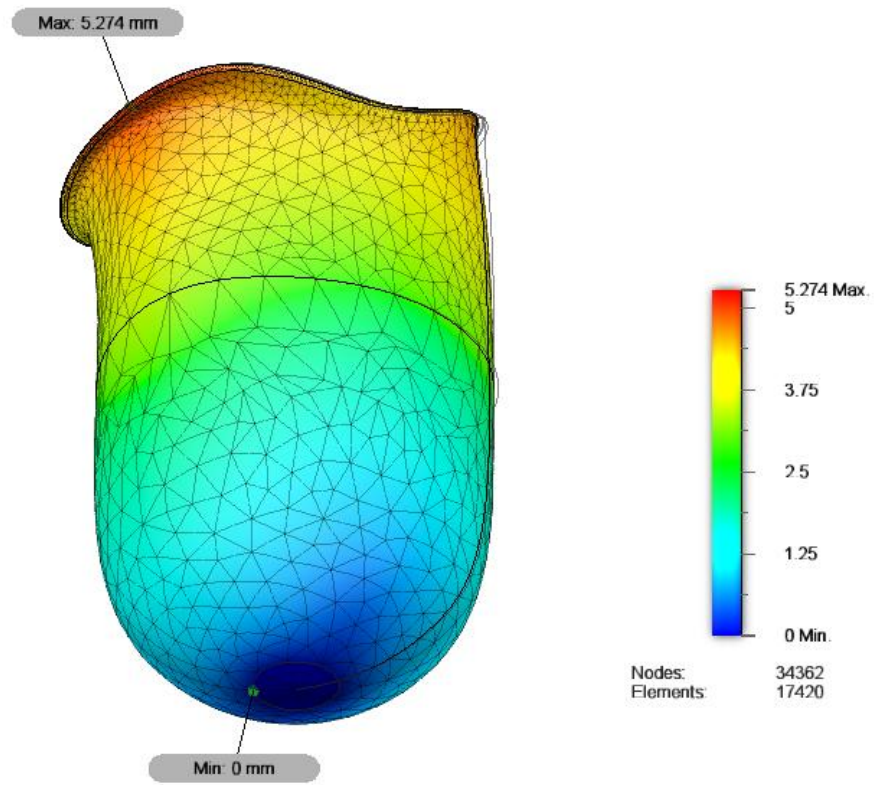 Max: 5.274 mm
5.274 Max.
5
3.75
2.5
1.25
0 Min.
Nodes: 34362
Elements: 17420
Min: 0 mm